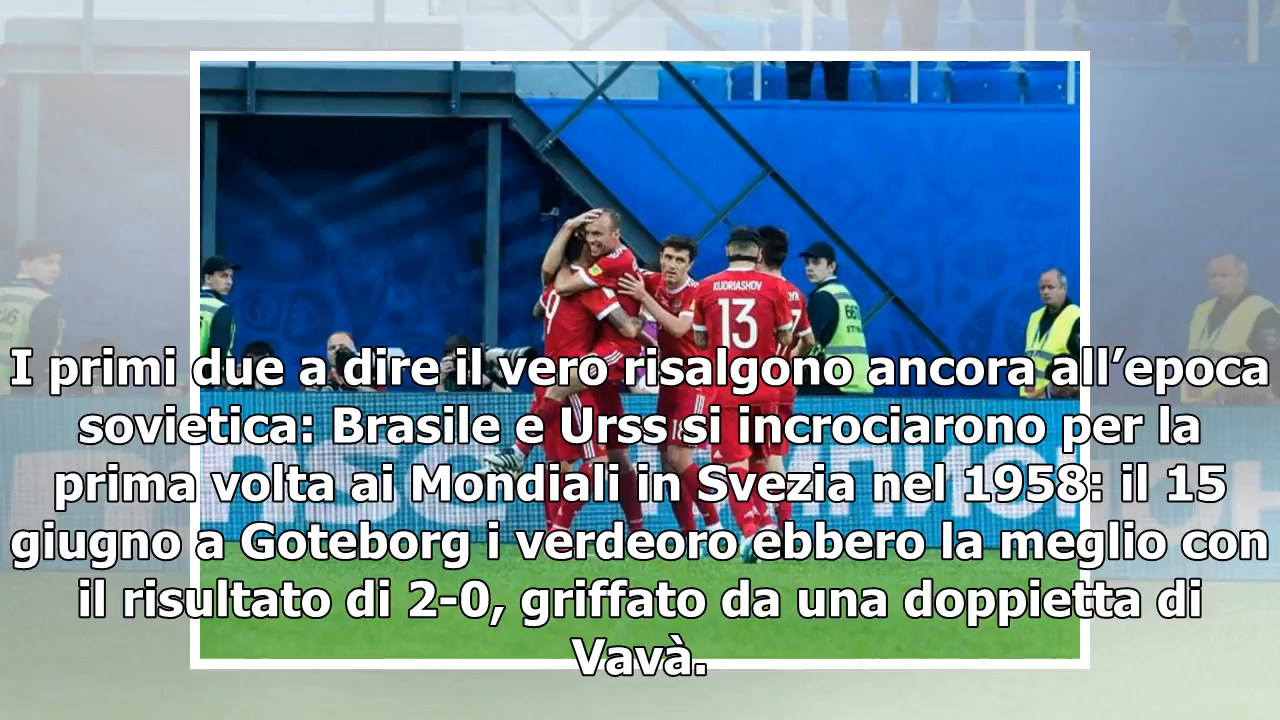 KUDRIASHOV
9
13
I primi due a dire il vero risalgono ancora all’epoca
sovietica: Brasile e Urss si incrociarono per la
prima volta ai Mondiali in Svezia nel 1958: il 15
giugno a Goteborg i verdeoro ebbero la meglio con
il risultato di 2-0, griffato da una doppietta di
Vavà.